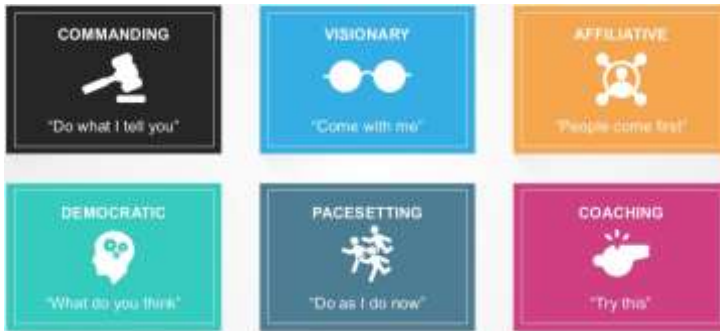 COMMANDING
"Do what I tell you"
VISIONARY
"Come with me"
AFFILIATIVE
"People come first"
DEMOCRATIC
"What do you think"
PACESETTING
"Do as I do now"
COACHING
"Try this"